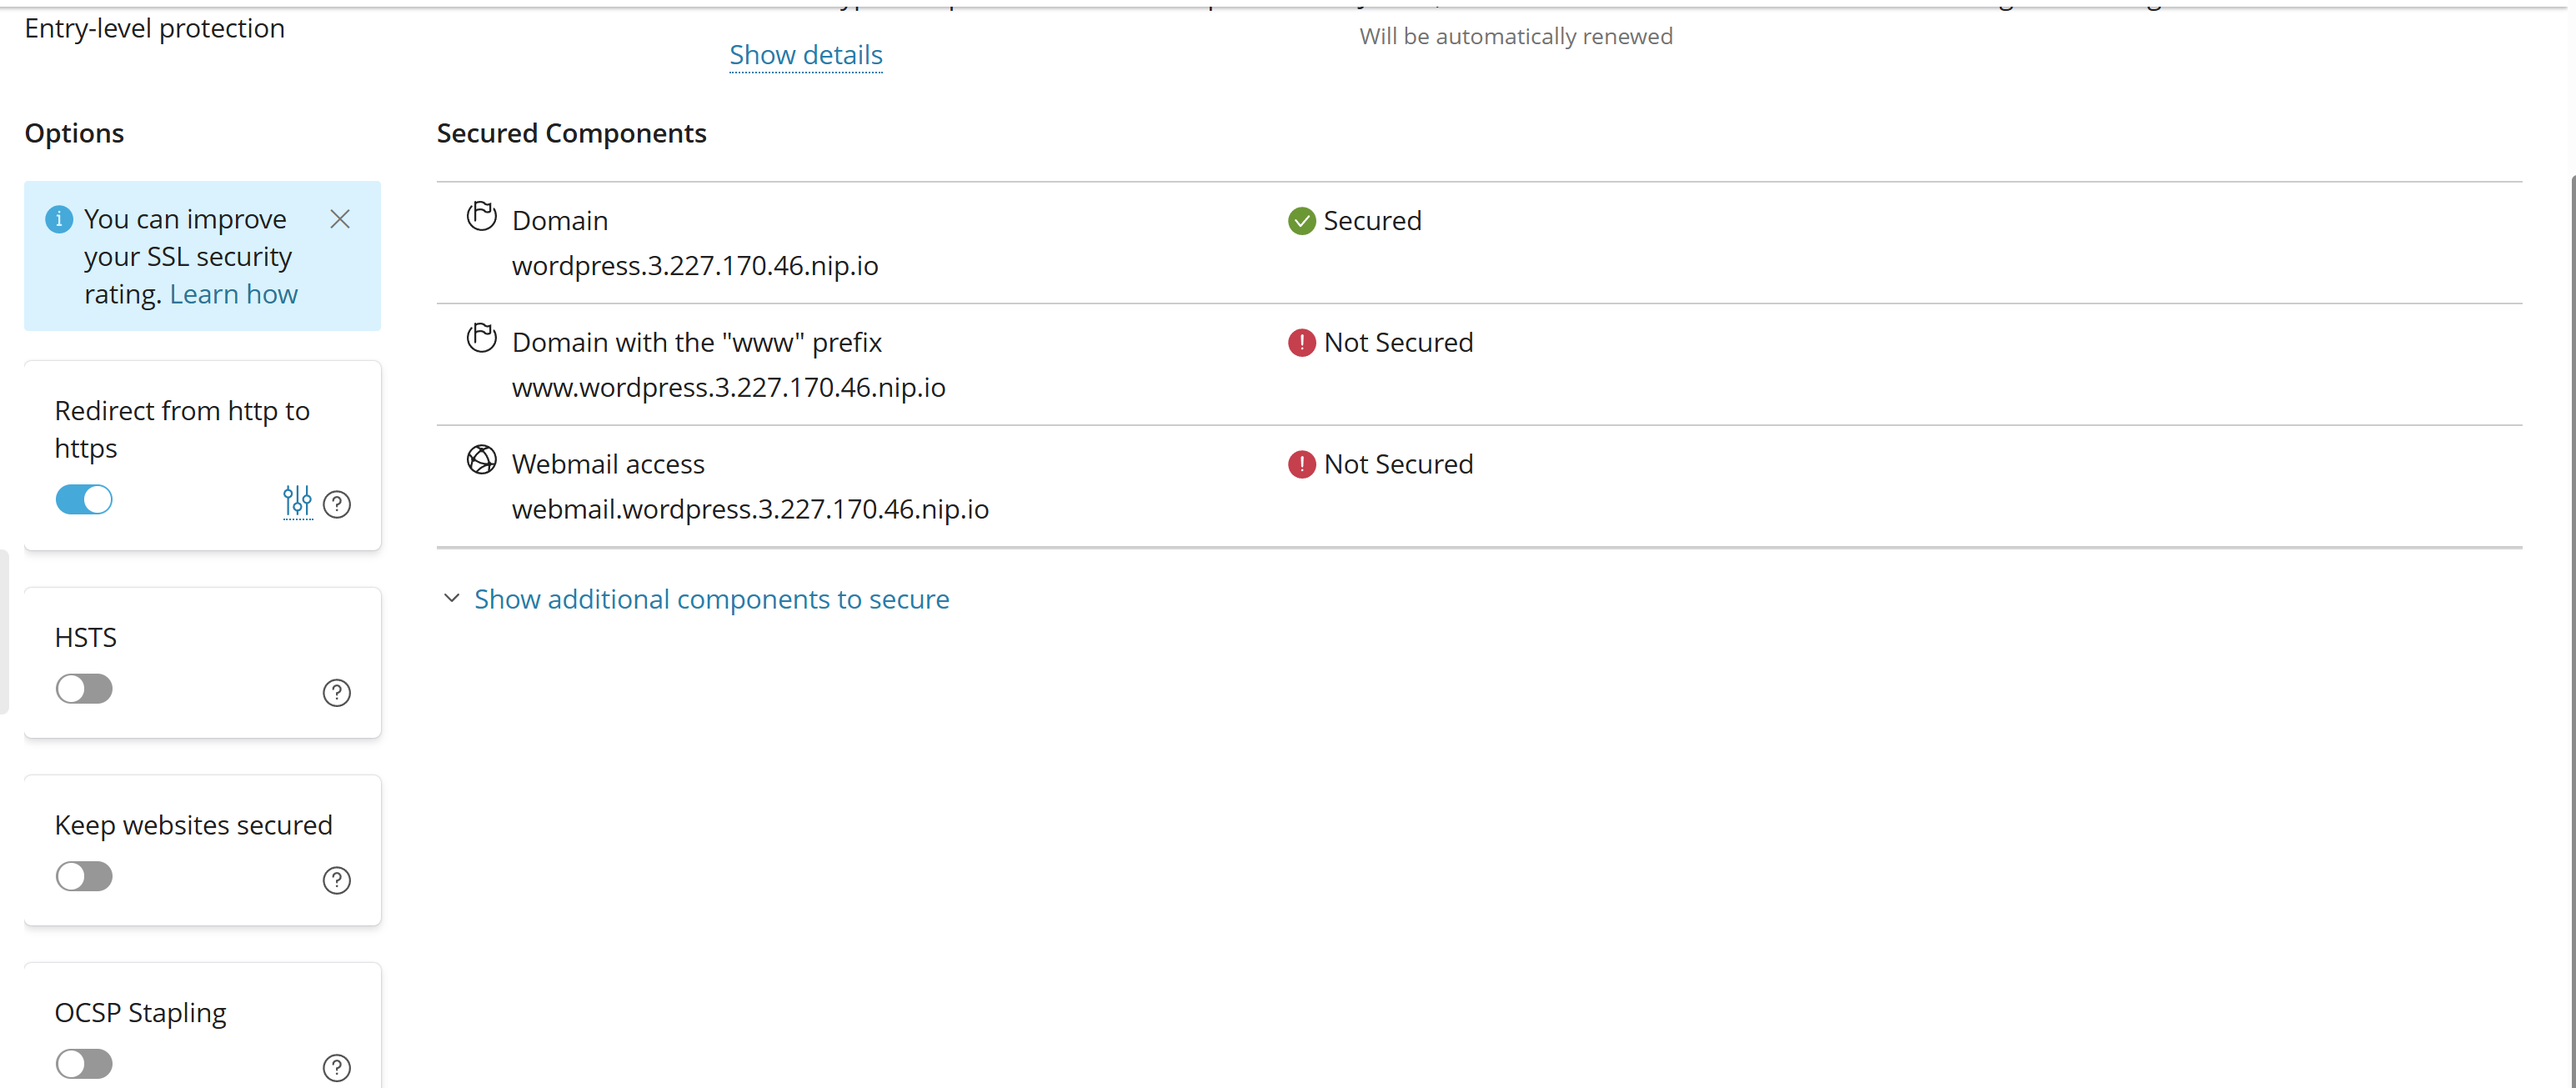 Entry-level protection
Show details
Will be automatically renewed
Options
Secured Components
You can improve
your SSL security
rating. Learn how
Domain
Secured
wordpress.3.227.170.46.nip.io
Domain with the "www" prefix
Not Secured
www.wordpress.3.227.170.46.nip.io
Webmail access
Not Secured
webmail.wordpress.3.227.170.46.nip.io
Show additional components to secure
Redirect from http to
https
HSTS
Keep websites secured
OCSP Stapling